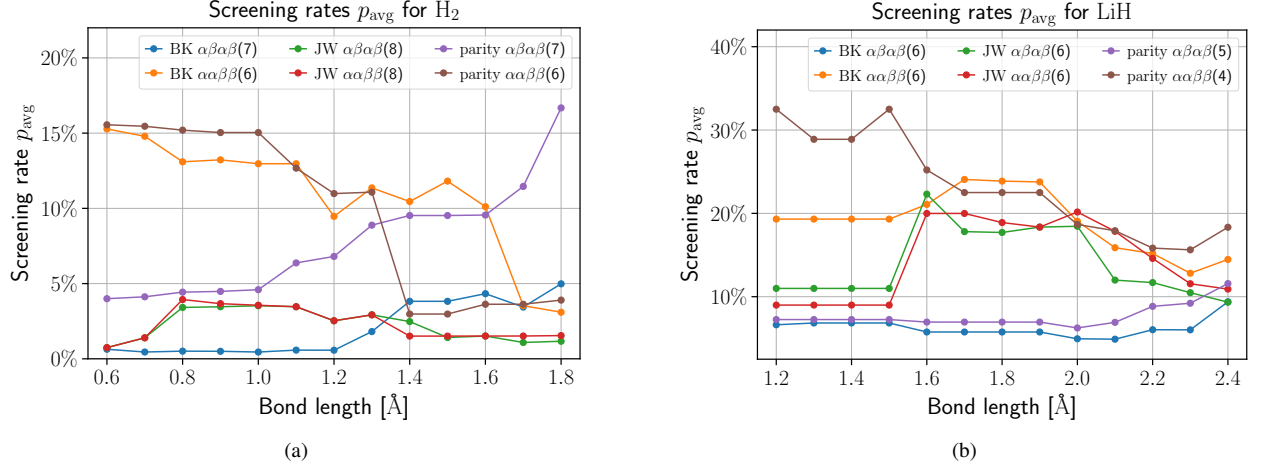 Screening rates p_avg for H₂
BK αβαβ(7) JW αβαβ(8) parity αβαβ(7)
BK ααββ(6) JW ααββ(8) parity ααββ(6)
20%
15%
10%
5%
0%
Screening rate p_avg
0.6 0.8 1.0 1.2 1.4 1.6 1.8
Bond length [Å]
(a)
Screening rates p_avg for LiH
BK αβαβ(6) JW αβαβ(6) parity αβαβ(5)
BK ααββ(6) JW ααββ(6) parity ααββ(4)
40%
30%
20%
10%
Screening rate p_avg
1.2 1.4 1.6 1.8 2.0 2.2 2.4
Bond length [Å]
(b)